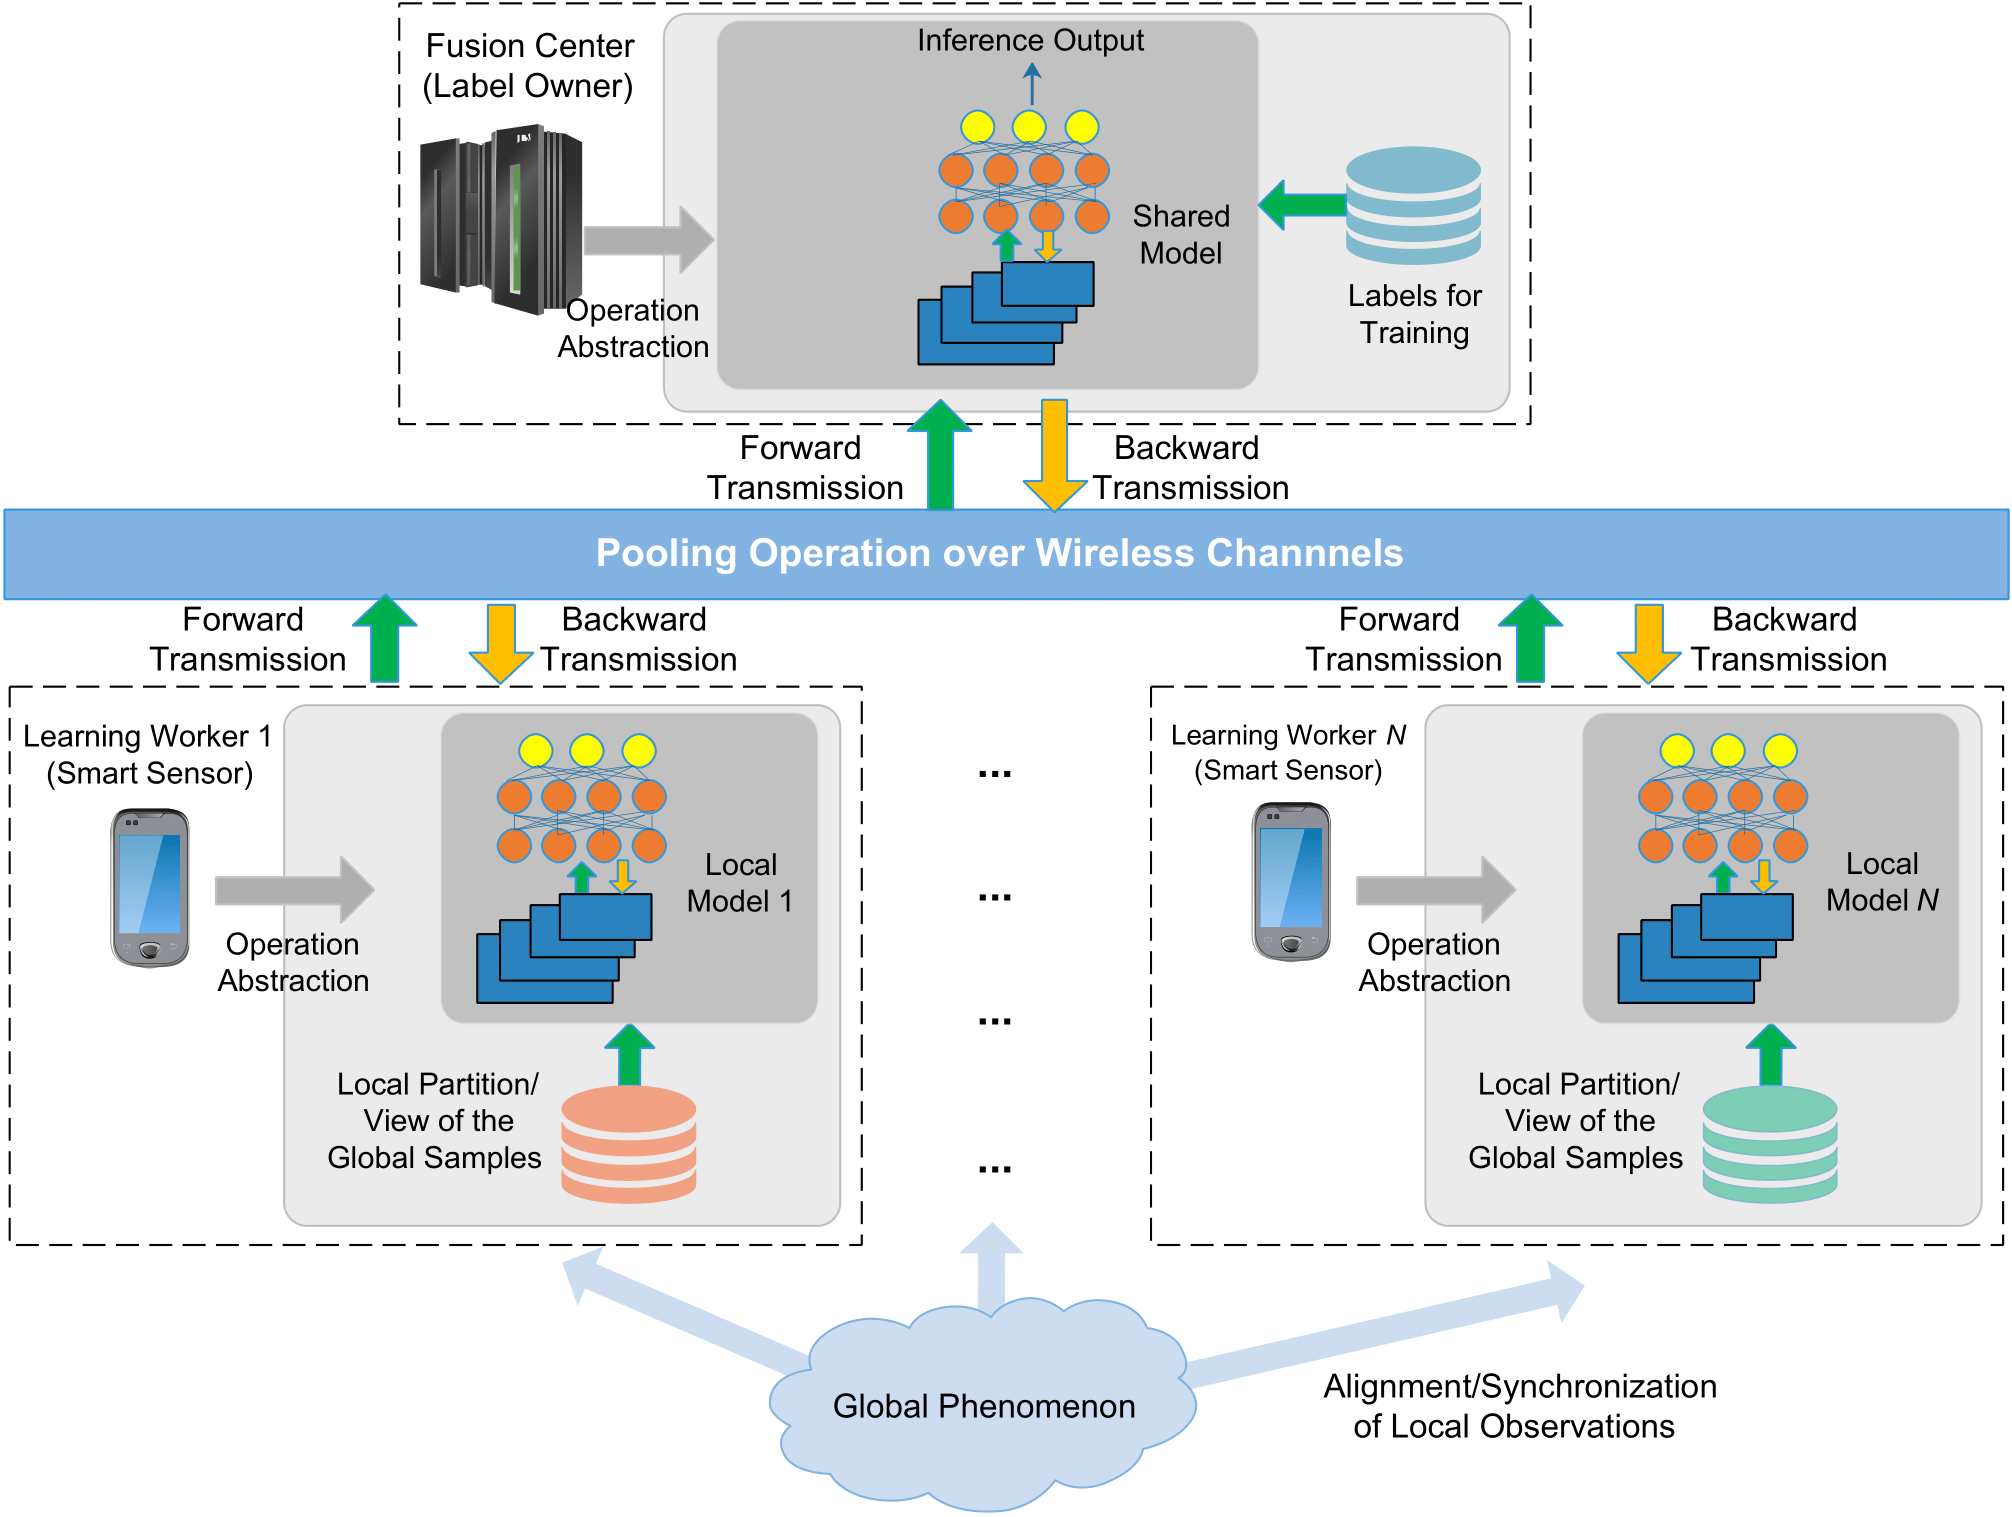 Fusion Center
(Label Owner)
Inference Output
Shared
Model
Labels for
Training
Operation
Abstraction
Forward
Transmission
Backward
Transmission
Pooling Operation over Wireless Channnels
Forward
Transmission
Backward
Transmission
Forward
Transmission
Backward
Transmission
Learning Worker 1
(Smart Sensor)
Local
Model 1
Operation
Abstraction
Local Partition/
View of the
Global Samples
...
...
...
...
Learning Worker N
(Smart Sensor)
Local
Model N
Operation
Abstraction
Local Partition/
View of the
Global Samples
Global Phenomenon
Alignment/Synchronization
of Local Observations